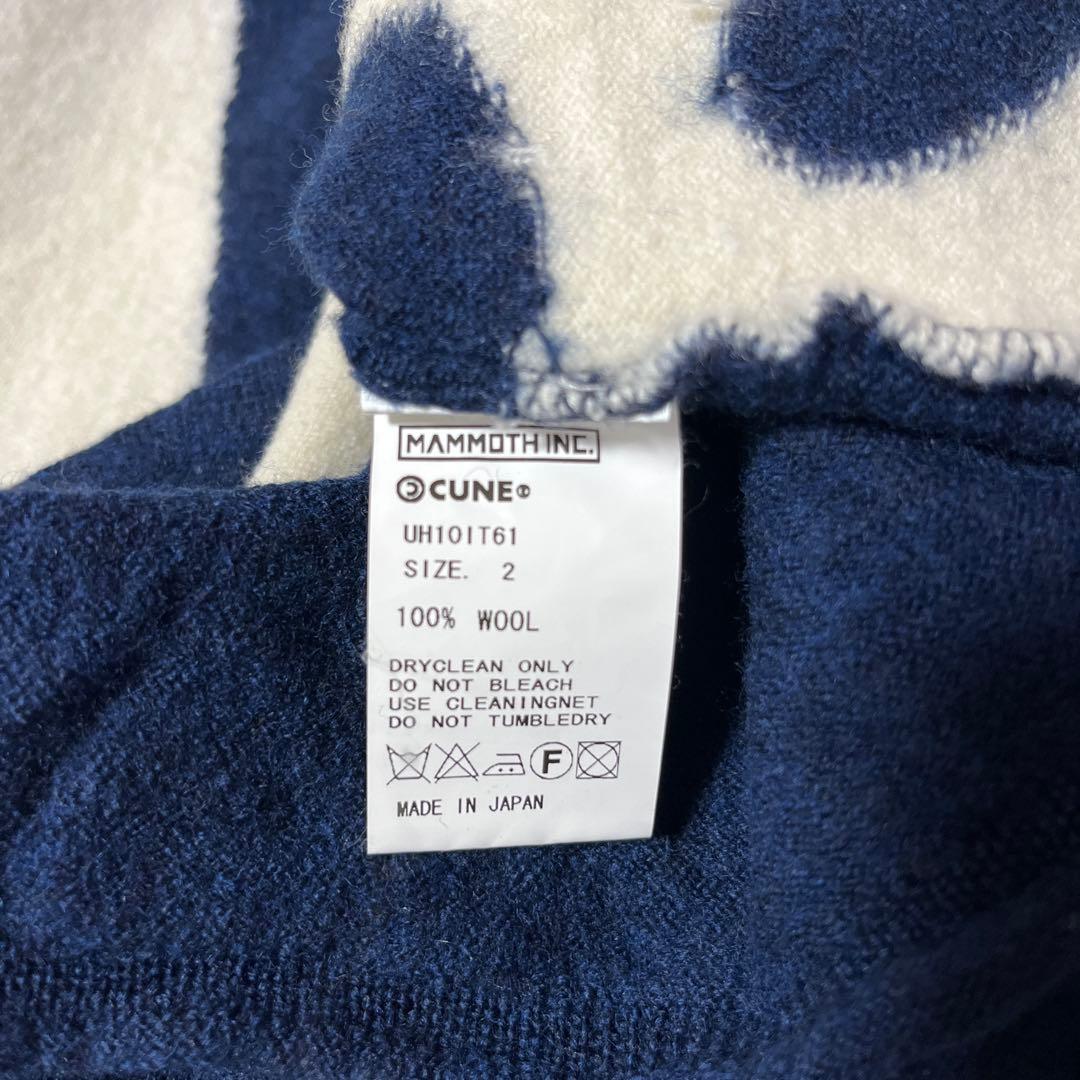 MAMMOTH INC.
CUNE®
UH10IT61
SIZE. 2
100% WOOL
DRYCLEAN ONLY
DO NOT BLEACH
USE CLEANINGNET
DO NOT TUMBLEDRY
F
MADE IN JAPAN